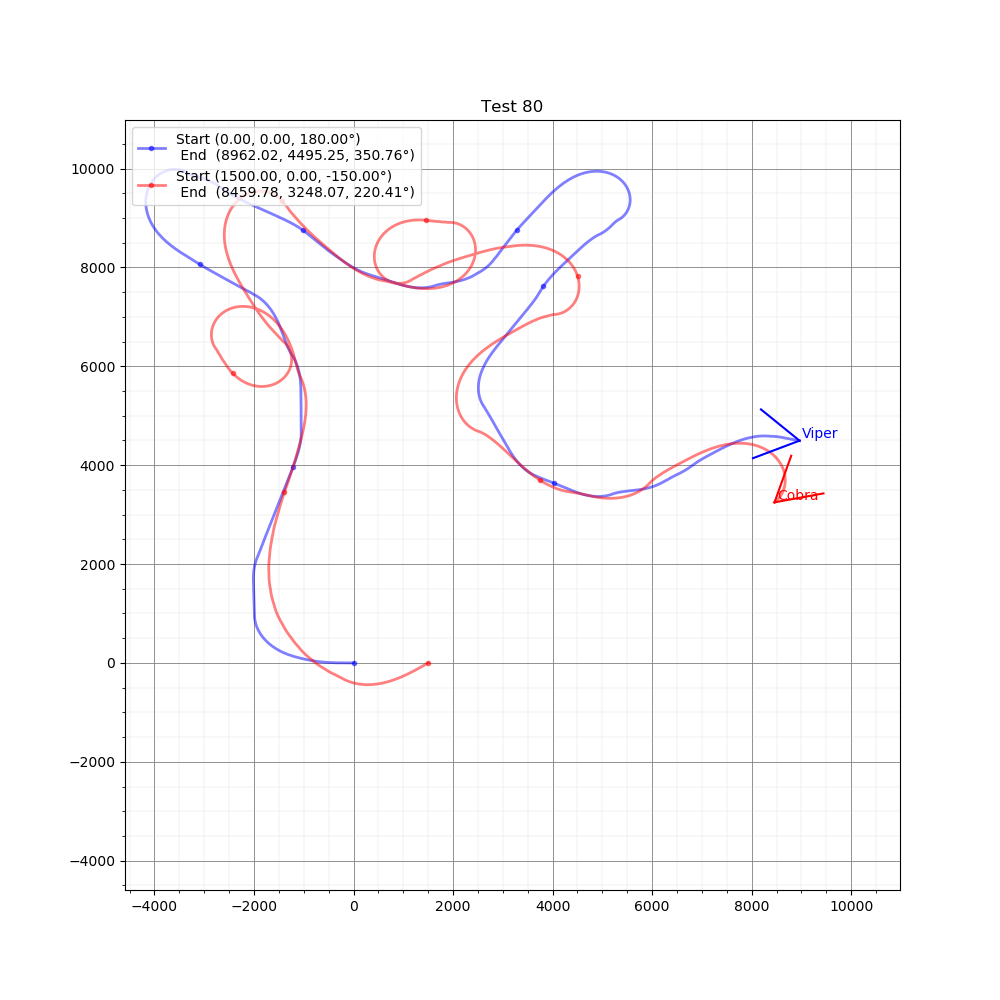 Test 80
Start (0.00, 0.00, 180.00°)
End (8962.02, 4495.25, 350.76°)
Start (1500.00, 0.00, -150.00°)
End (8459.78, 3248.07, 220.41°)
10000
8000
6000
4000
2000
0
−2000
−4000
Viper
Cobra
−4000 −2000 0 2000 4000 6000 8000 10000